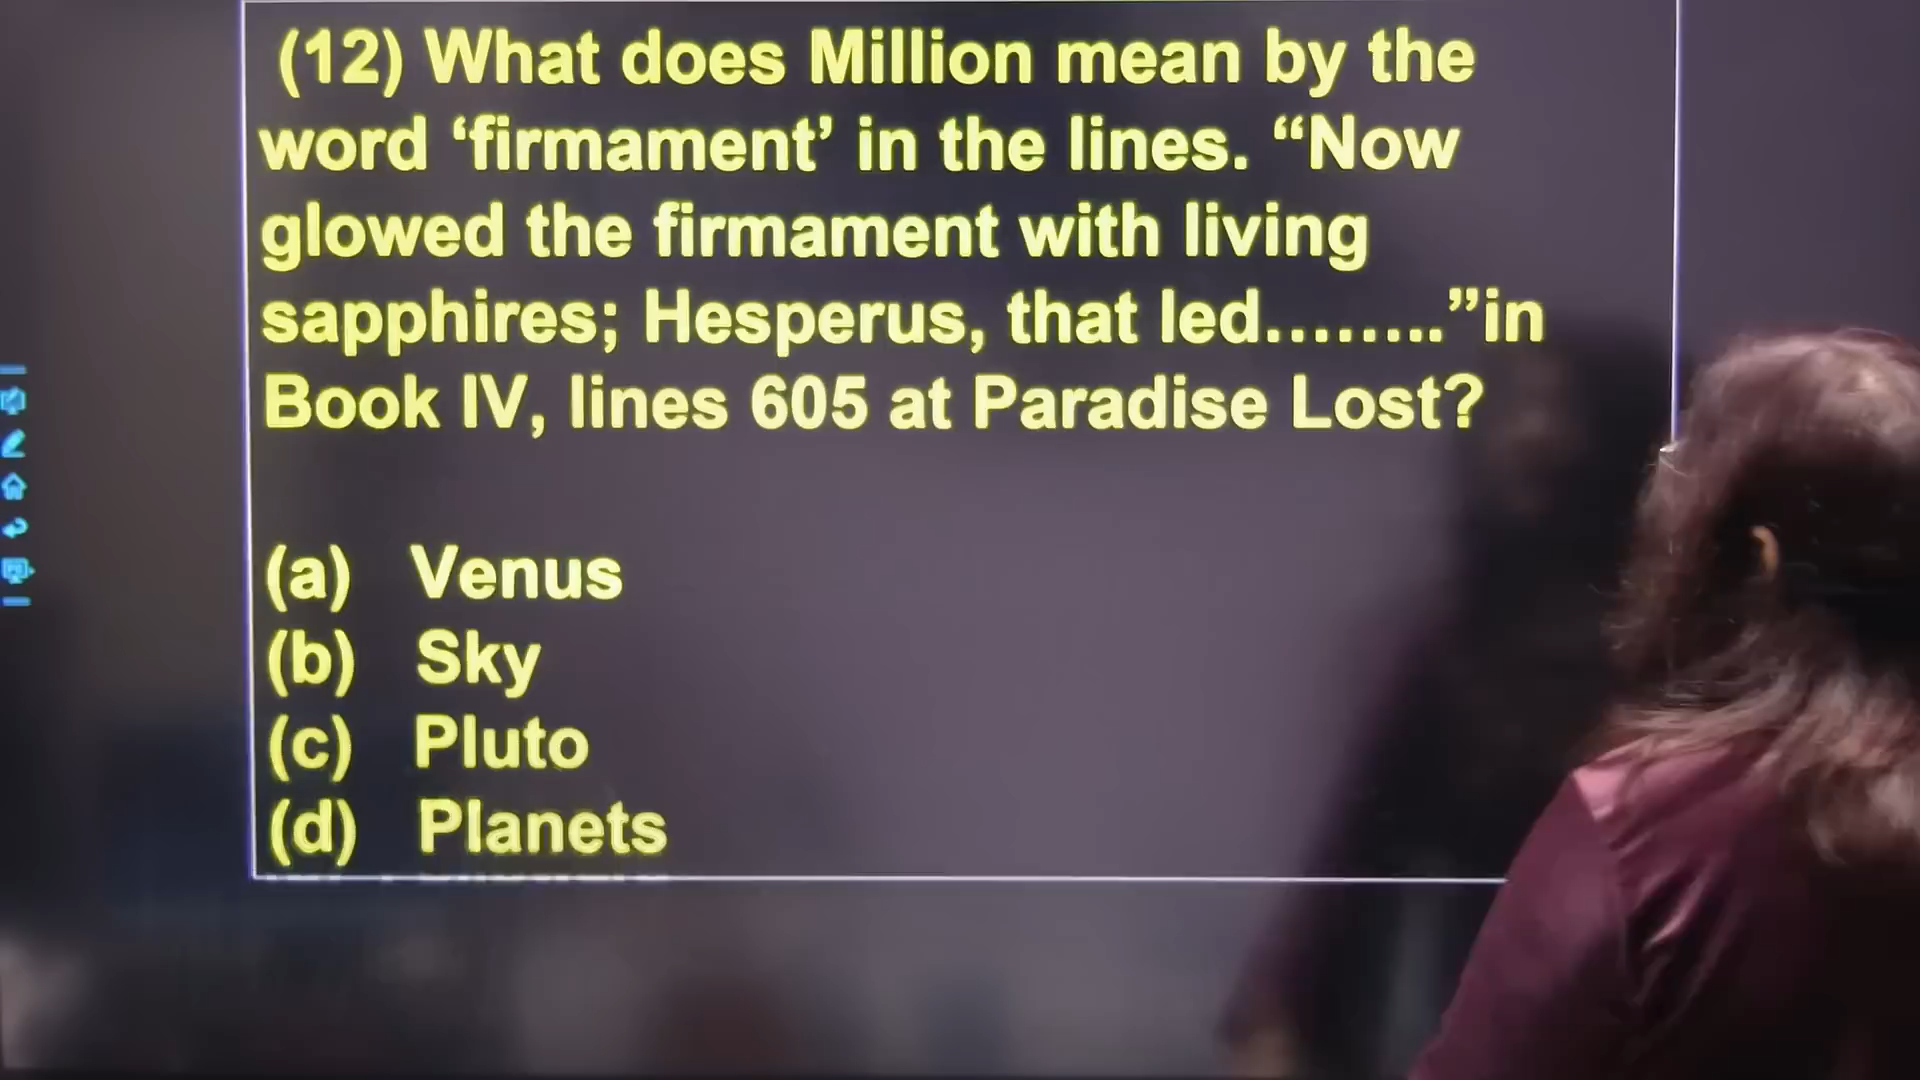 (12) What does Million mean by the
word ‘firmament’ in the lines. “Now
glowed the firmament with living
sapphires; Hesperus, that led........”in
Book IV, lines 605 at Paradise Lost?
(a) Venus
(b) Sky
(c) Pluto
(d) Planets